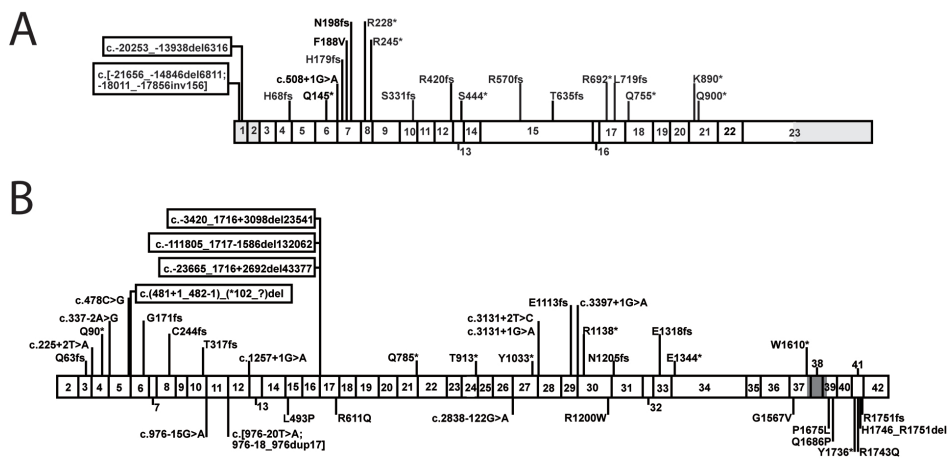 A
N198fs R228*
F188V R245*
c.-20253_-13938del6316
H179fs
c.[-21656_-14846del6811;
-18011_-17856inv156]
c.508+1G>A R420fs R570fs R692* L719fs K890*
H68fs Q145* S331fs S444* T635fs Q755* Q900*
1 2 3 4 5 6 7 8 9 10 11 12 14 15 17 18 19 20 21 22 23
13 16
B
c.-3420_1716+3098del23541
c.-111805_1717-1586del132062
c.-23665_1716+2692del43377
c.(481+1_482-1)_(*102_?)del
c.478C>G E1113fs c.3397+1G>A
c.337-2A>G G171fs c.3131+2T>C
Q90* C244fs c.3131+1G>A R1138* E1318fs
c.225+2T>A T317fs W1610*
Q63fs c.1257+1G>A Q785* T913* Y1033* N1205fs E1344* 38 41
2 3 4 5 6 8 9 10 11 12 14 15 16 17 18 19 20 21 22 23 24 25 26 27 28 29 30 31 33 34 35 36 37 39 40 42
7 13 32
L493P R611Q c.2838-122G>A R1200W G1567V R1751fs
c.976-15G>A c.[976-20T>A; P1675L H1746_R1751del
976-18_976dup17] Q1686P
Y1736* R1743Q